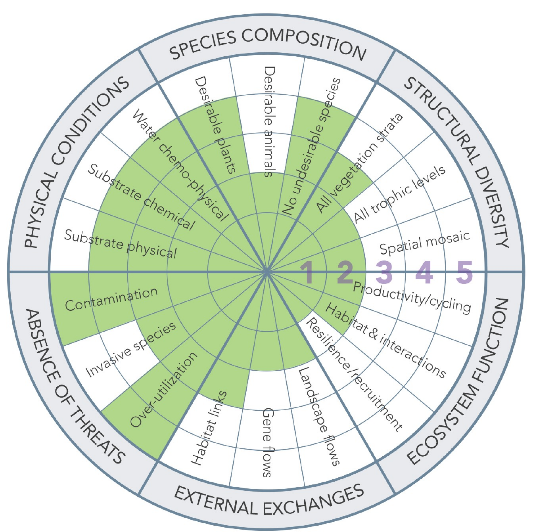 SPECIES COMPOSITION
STRUCTURAL DIVERSITY
ECOSYSTEM FUNCTION
EXTERNAL EXCHANGES
ABSENCE OF THREATS
PHYSICAL CONDITIONS
Desirable plants
Desirable animals
No undesirable species
All vegetation strata
All trophic levels
Spatial mosaic
1 2 3 4 5
Productivity/cycling
Habitat & interactions
Resilience/recruitment
Landscape flows
Gene flows
Habitat links
Over-utilization
Invasive species
Contamination
Substrate physical
Substrate chemical
Water chemo-physical